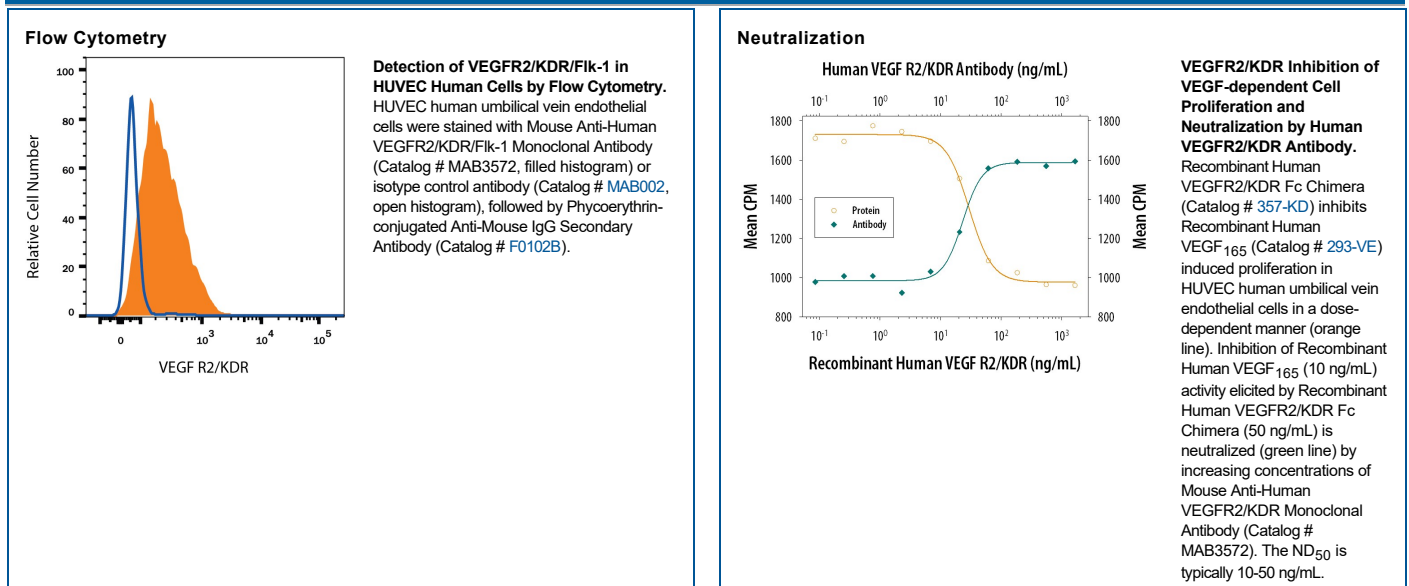 Flow Cytometry
100
80
60
40
20
0
Relative Cell Number
0 10³ 10⁴ 10⁵
VEGF R2/KDR
Detection of VEGFR2/KDR/Flk-1 in
HUVEC Human Cells by Flow Cytometry.
HUVEC human umbilical vein endothelial
cells were stained with Mouse Anti-Human
VEGFR2/KDR/Flk-1 Monoclonal Antibody
(Catalog # MAB3572, filled histogram) or
isotype control antibody (Catalog # MAB002,
open histogram), followed by Phycoerythrin-
conjugated Anti-Mouse IgG Secondary
Antibody (Catalog # F0102B).
Neutralization
Human VEGF R2/KDR Antibody (ng/mL)
10⁻¹ 10⁰ 10¹ 10² 10³
1800 1800
1600 1600
1400 1400
1200 1200
1000 1000
800 800
Mean CPM
Mean CPM
Protein
Antibody
10⁻¹ 10⁰ 10¹ 10² 10³
Recombinant Human VEGF R2/KDR (ng/mL)
VEGFR2/KDR Inhibition of
VEGF-dependent Cell
Proliferation and
Neutralization by Human
VEGFR2/KDR Antibody.
Recombinant Human
VEGFR2/KDR Fc Chimera
(Catalog # 357-KD) inhibits
Recombinant Human
VEGF₁₆₅ (Catalog # 293-VE)
induced proliferation in
HUVEC human umbilical vein
endothelial cells in a dose-
dependent manner (orange
line). Inhibition of Recombinant
Human VEGF₁₆₅ (10 ng/mL)
activity elicited by Recombinant
Human VEGFR2/KDR Fc
Chimera (50 ng/mL) is
neutralized (green line) by
increasing concentrations of
Mouse Anti-Human
VEGFR2/KDR Monoclonal
Antibody (Catalog #
MAB3572). The ND₅₀ is
typically 10-50 ng/mL.